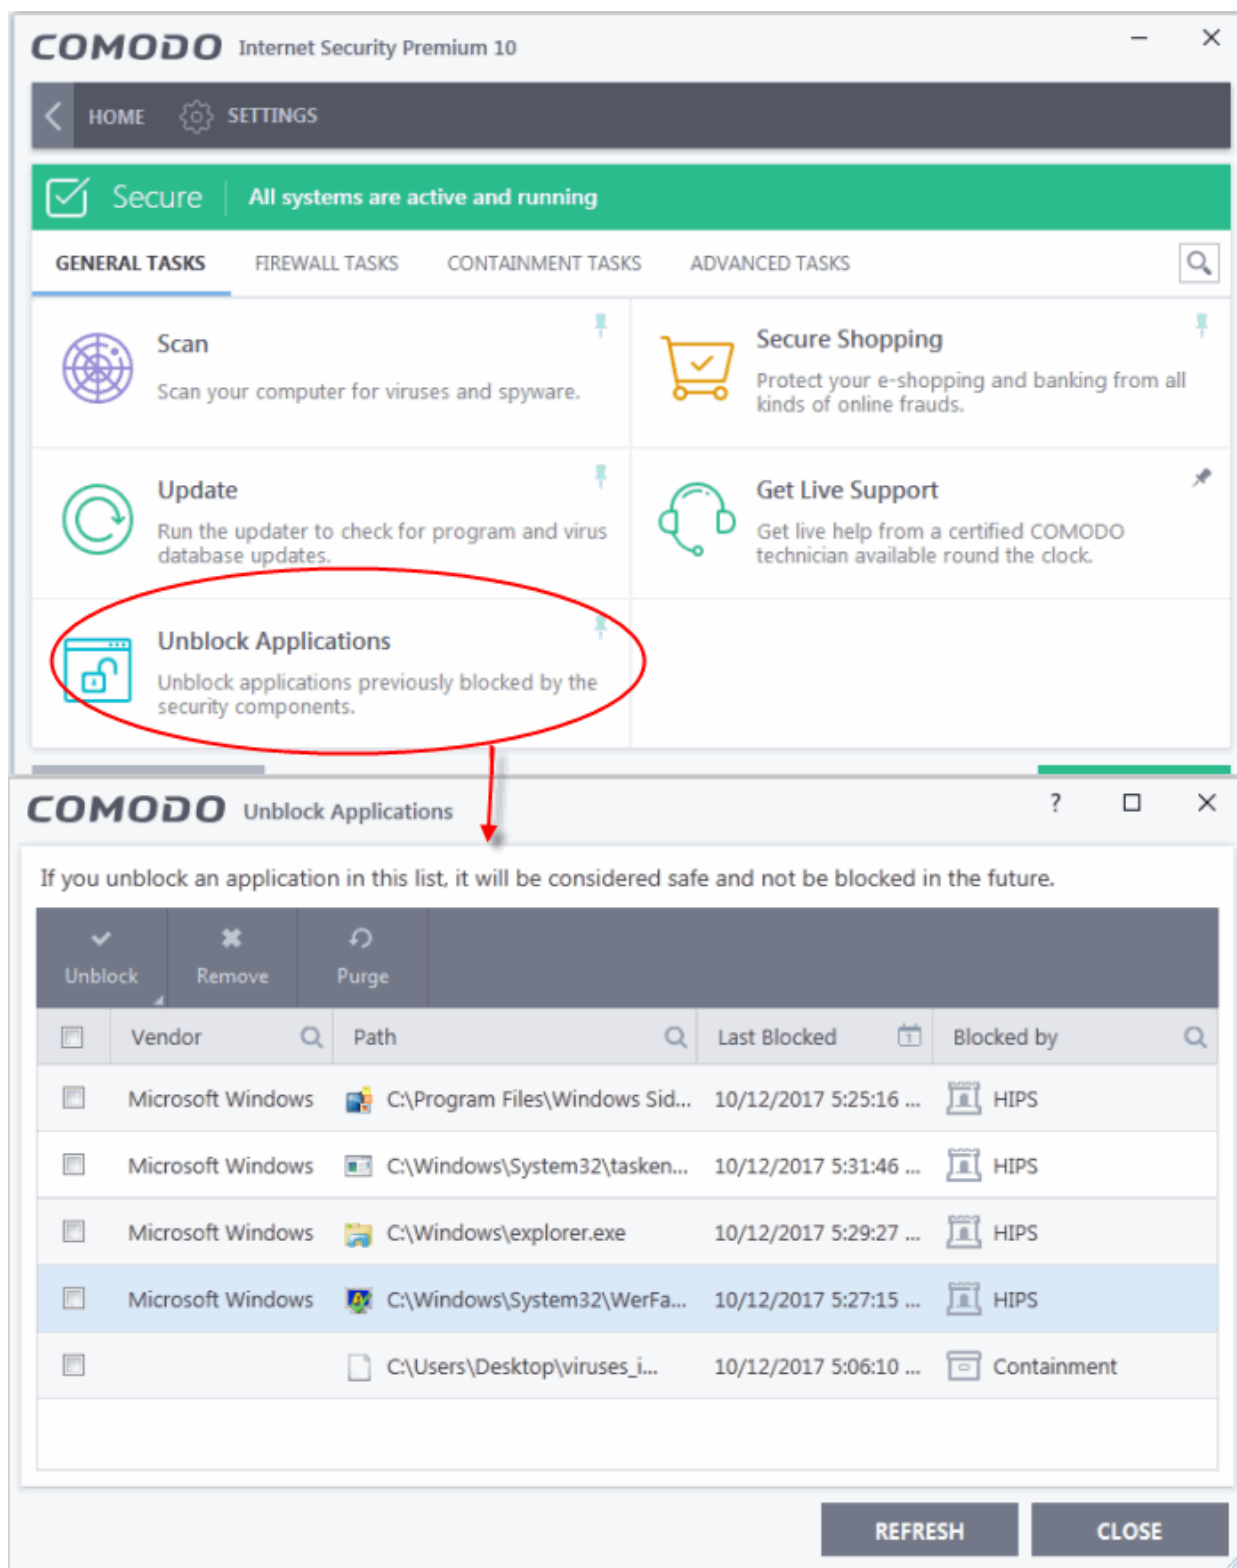 COMODO Internet Security Premium 10
HOME SETTINGS
Secure All systems are active and running
GENERAL TASKS FIREWALL TASKS CONTAINMENT TASKS ADVANCED TASKS
Scan
Scan your computer for viruses and spyware.
Secure Shopping
Protect your e-shopping and banking from all
kinds of online frauds.
Update
Run the updater to check for program and virus
database updates.
Get Live Support
Get live help from a certified COMODO
technician available round the clock.
Unblock Applications
Unblock applications previously blocked by the
security components.
COMODO Unblock Applications ?
If you unblock an application in this list, it will be considered safe and not be blocked in the future.
Unblock Remove Purge
Vendor Path Last Blocked 1 Blocked by
Microsoft Windows C:\Program Files\Windows Sid... 10/12/2017 5:25:16 ... HIPS
Microsoft Windows C:\Windows\System32\tasken... 10/12/2017 5:31:46 ... HIPS
Microsoft Windows C:\Windows\explorer.exe 10/12/2017 5:29:27 ... HIPS
Microsoft Windows C:\Windows\System32\WerFa... 10/12/2017 5:27:15 ... HIPS
C:\Users\Desktop\viruses_i... 10/12/2017 5:06:10 ... Containment
REFRESH CLOSE